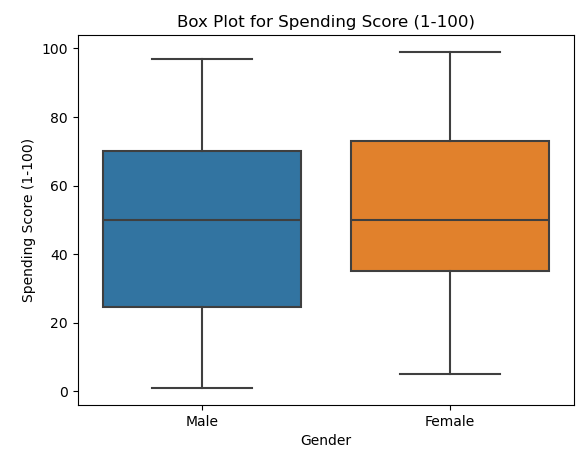 Box Plot for Spending Score (1-100)
100
80
60
40
20
0
Spending Score (1-100)
Male
Female
Gender